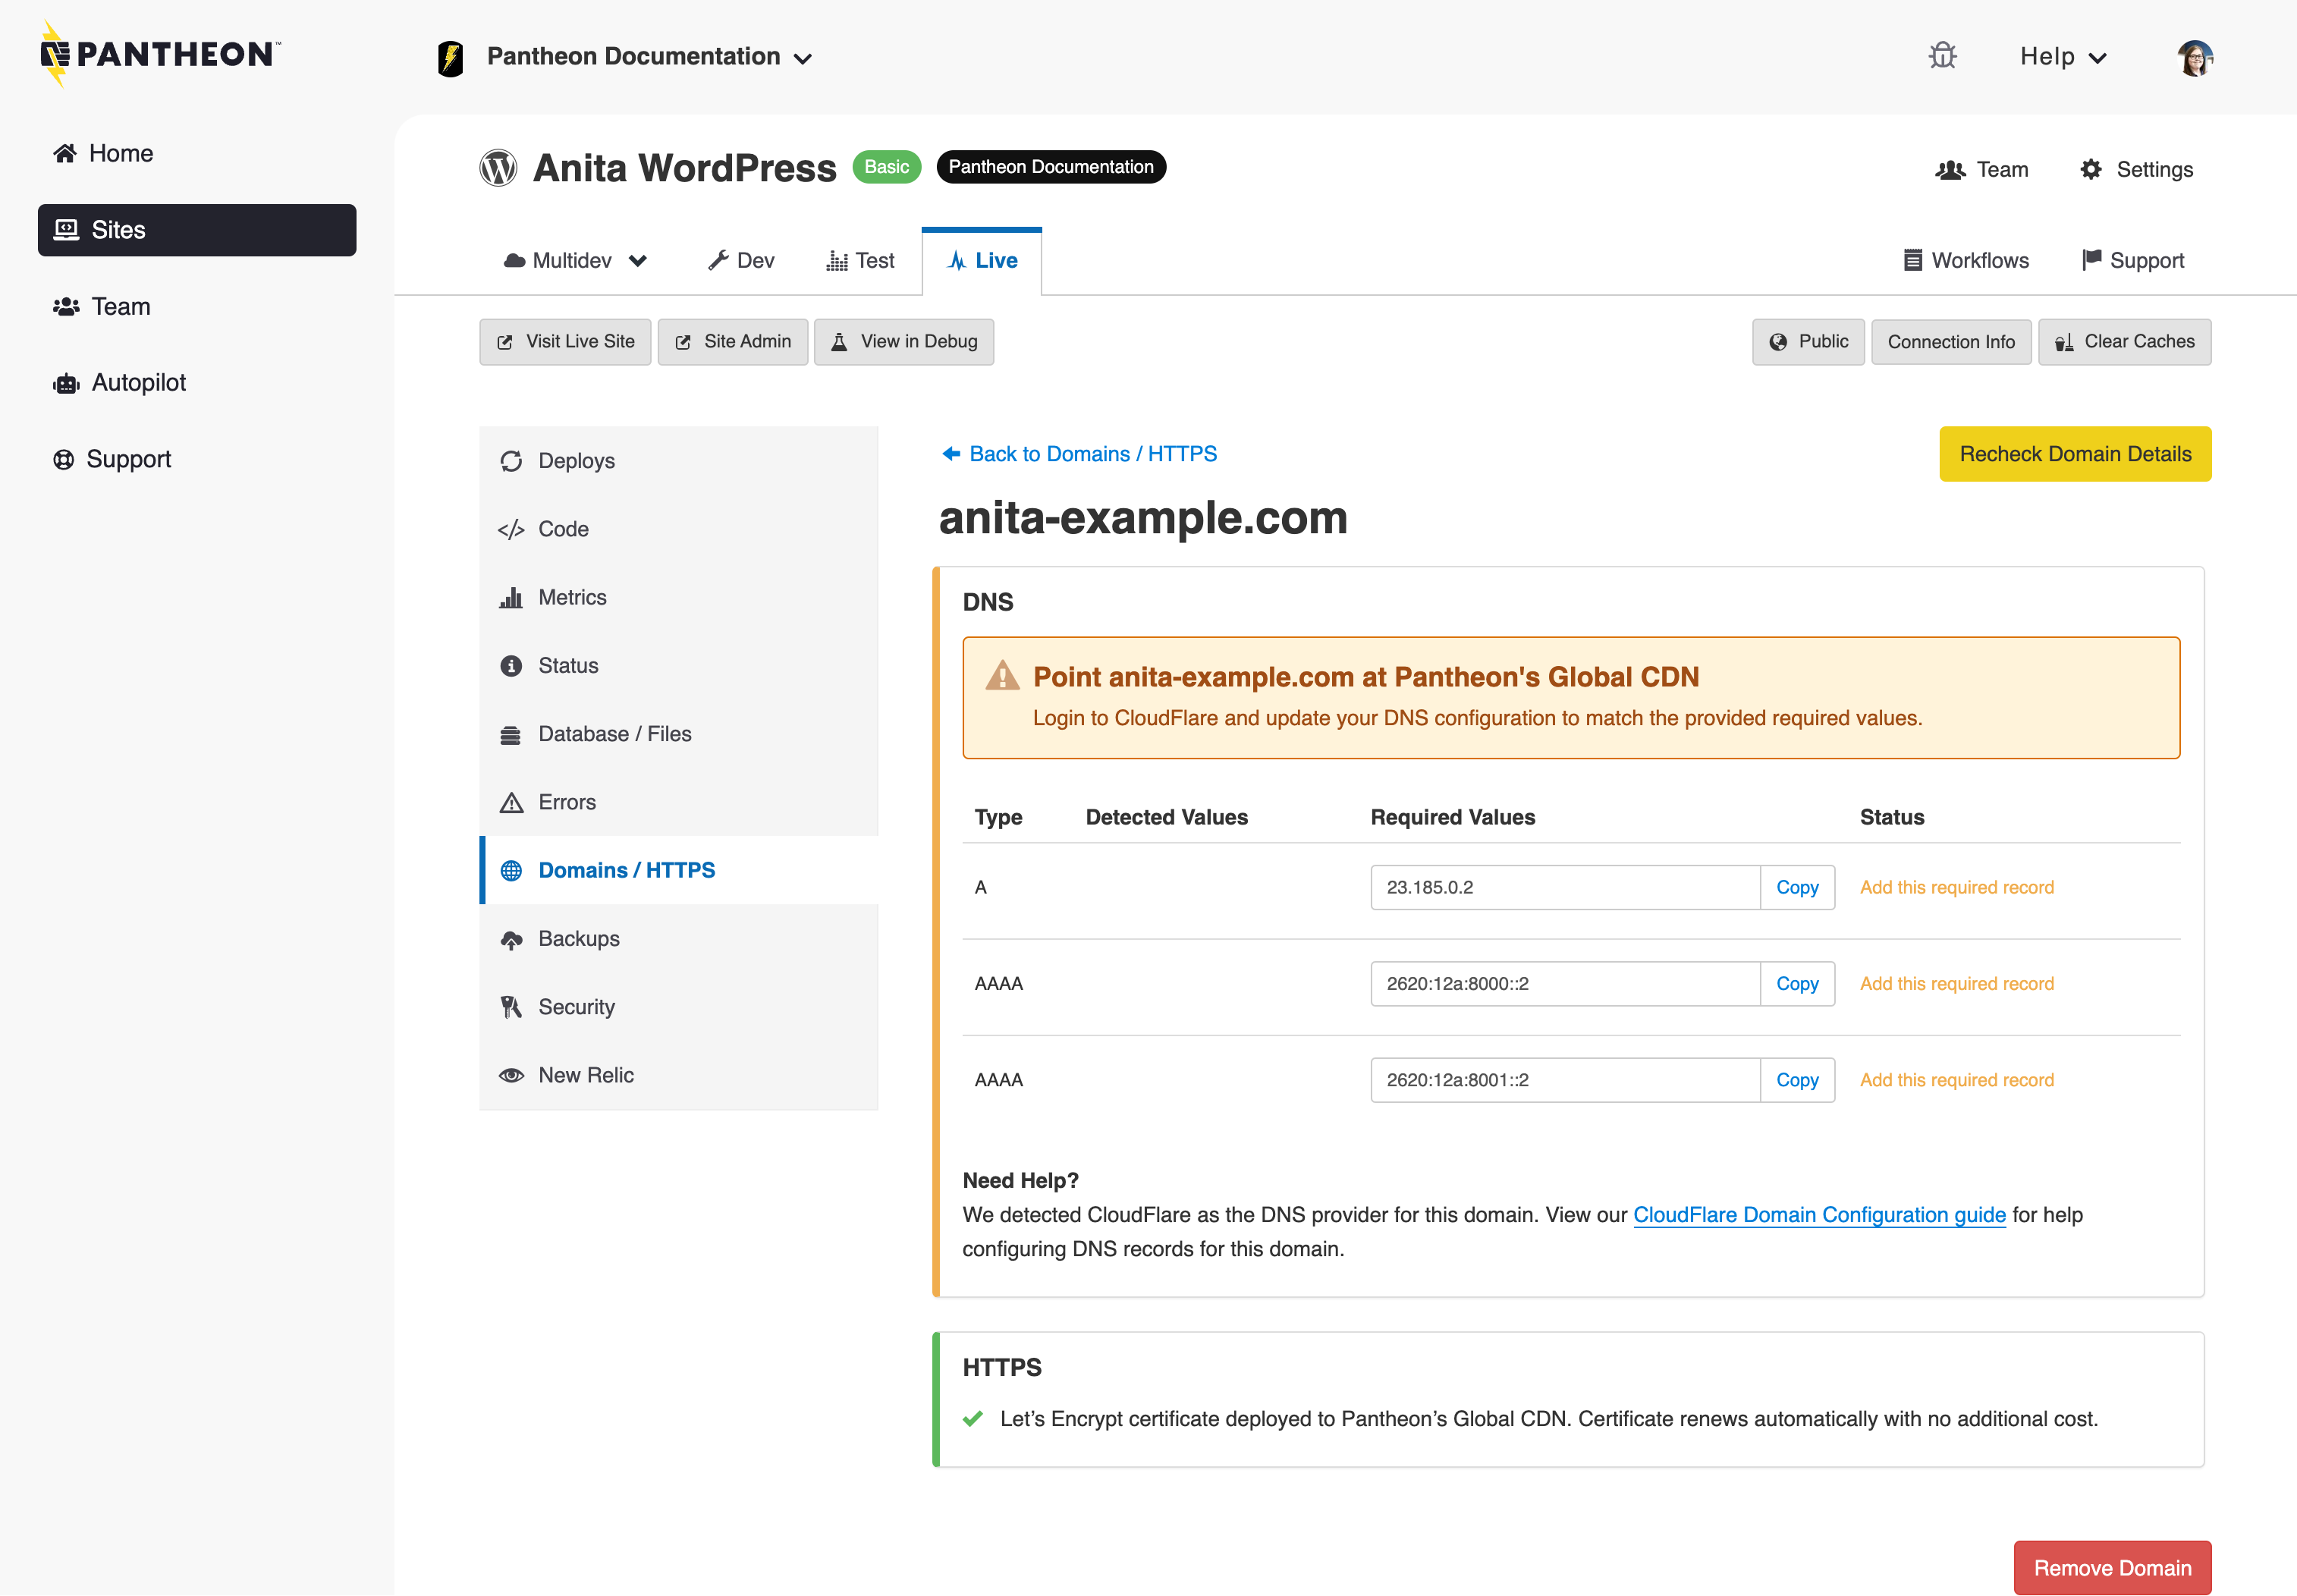 PANTHEON™
Pantheon Documentation
Help
Home
Sites
Team
Autopilot
Support
Anita WordPress
Basic
Pantheon Documentation
Team
Settings
Multidev
Dev
Test
Live
Workflows
Support
Visit Live Site
Site Admin
View in Debug
Public
Connection Info
Clear Caches
Deploys
Code
Metrics
Status
Database / Files
Errors
Domains / HTTPS
Backups
Security
New Relic
Back to Domains / HTTPS
Recheck Domain Details
anita-example.com
DNS
Point anita-example.com at Pantheon's Global CDN
Login to CloudFlare and update your DNS configuration to match the provided required values.
Type Detected Values Required Values Status
A 23.185.0.2 Copy Add this required record
AAAA 2620:12a:8000::2 Copy Add this required record
AAAA 2620:12a:8001::2 Copy Add this required record
Need Help?
We detected CloudFlare as the DNS provider for this domain. View our CloudFlare Domain Configuration guide for help
configuring DNS records for this domain.
HTTPS
Let’s Encrypt certificate deployed to Pantheon’s Global CDN. Certificate renews automatically with no additional cost.
Remove Domain